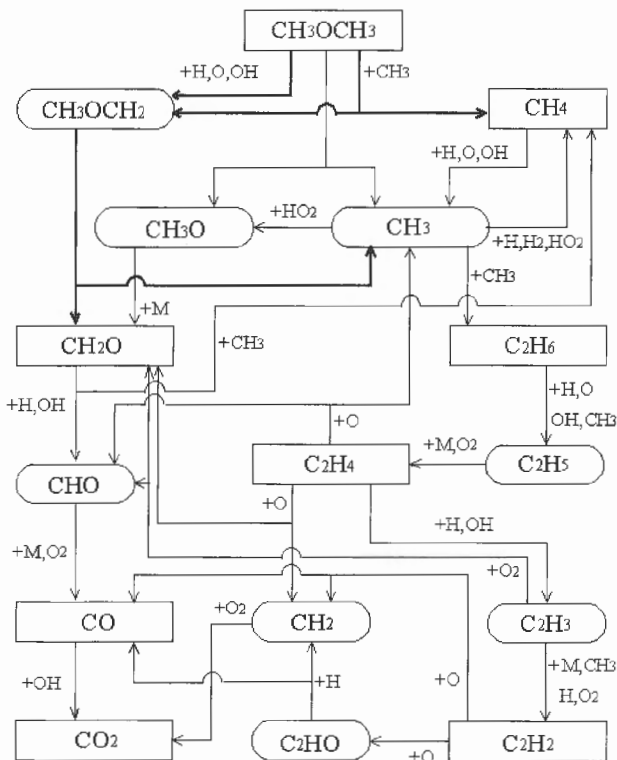 CH3OCH3
+H,O,OH
+CH3
CH3OCH2
CH4
+H,O,OH
CH3O
+HO2
CH3
+H,H2,HO2
+CH3
+M
CH2O
+CH3
C2H6
+H,OH
+H,O
OH,CH3
+O
CHO
C2H4
+M,O2
C2H5
+O
+H,OH
+M,O2
+O2
CO
+O2
CH2
C2H3
+OH
+H
+O
+M,CH3
H,O2
CO2
C2HO
+O
C2H2